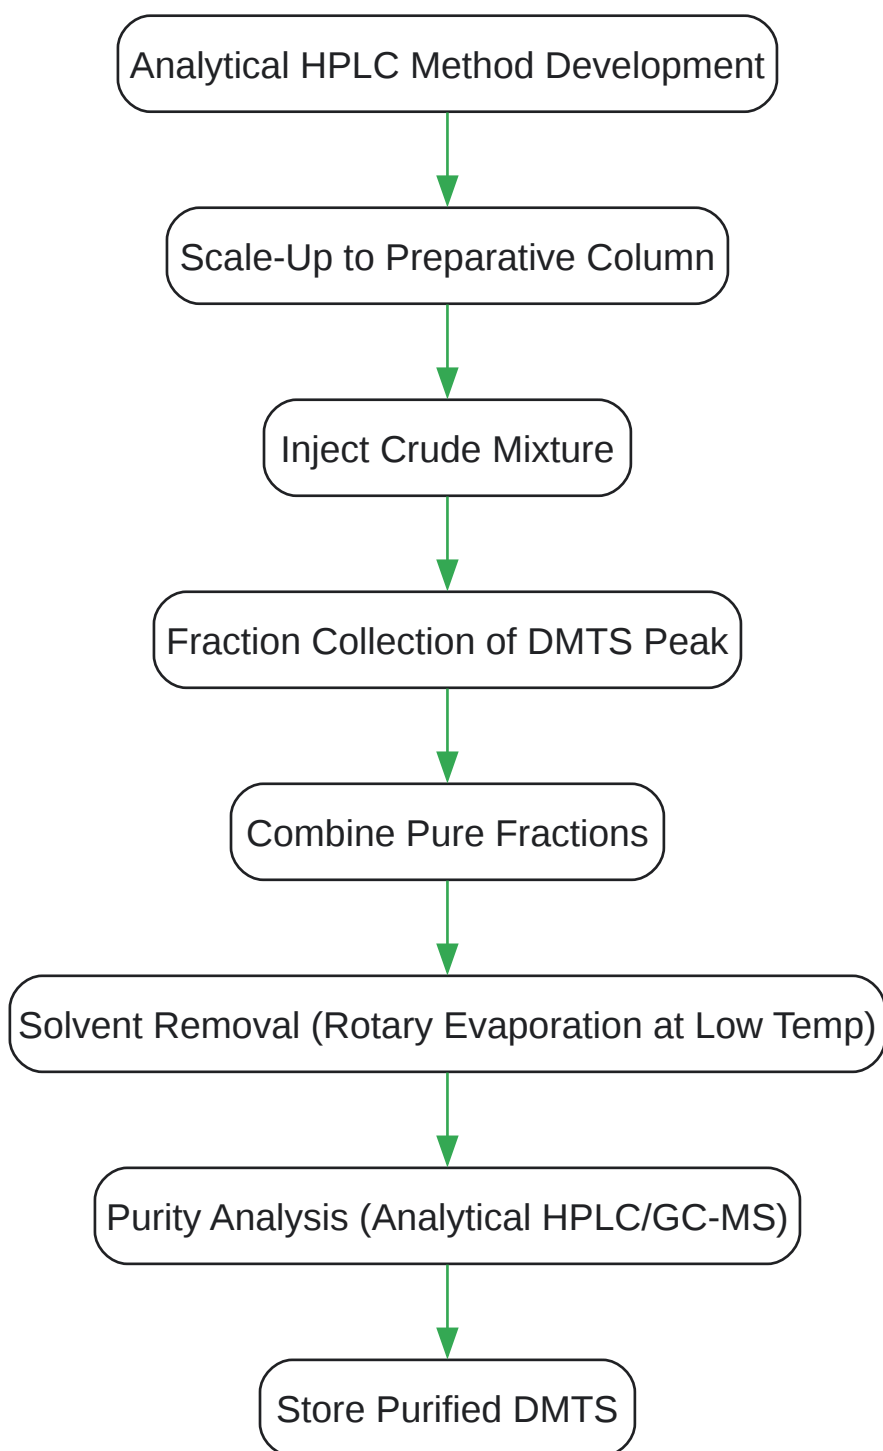 Analytical HPLC Method Development
Scale-Up to Preparative Column
Inject Crude Mixture
Fraction Collection of DMTS Peak
Combine Pure Fractions
Solvent Removal (Rotary Evaporation at Low Temp)
Purity Analysis (Analytical HPLC/GC-MS)
Store Purified DMTS